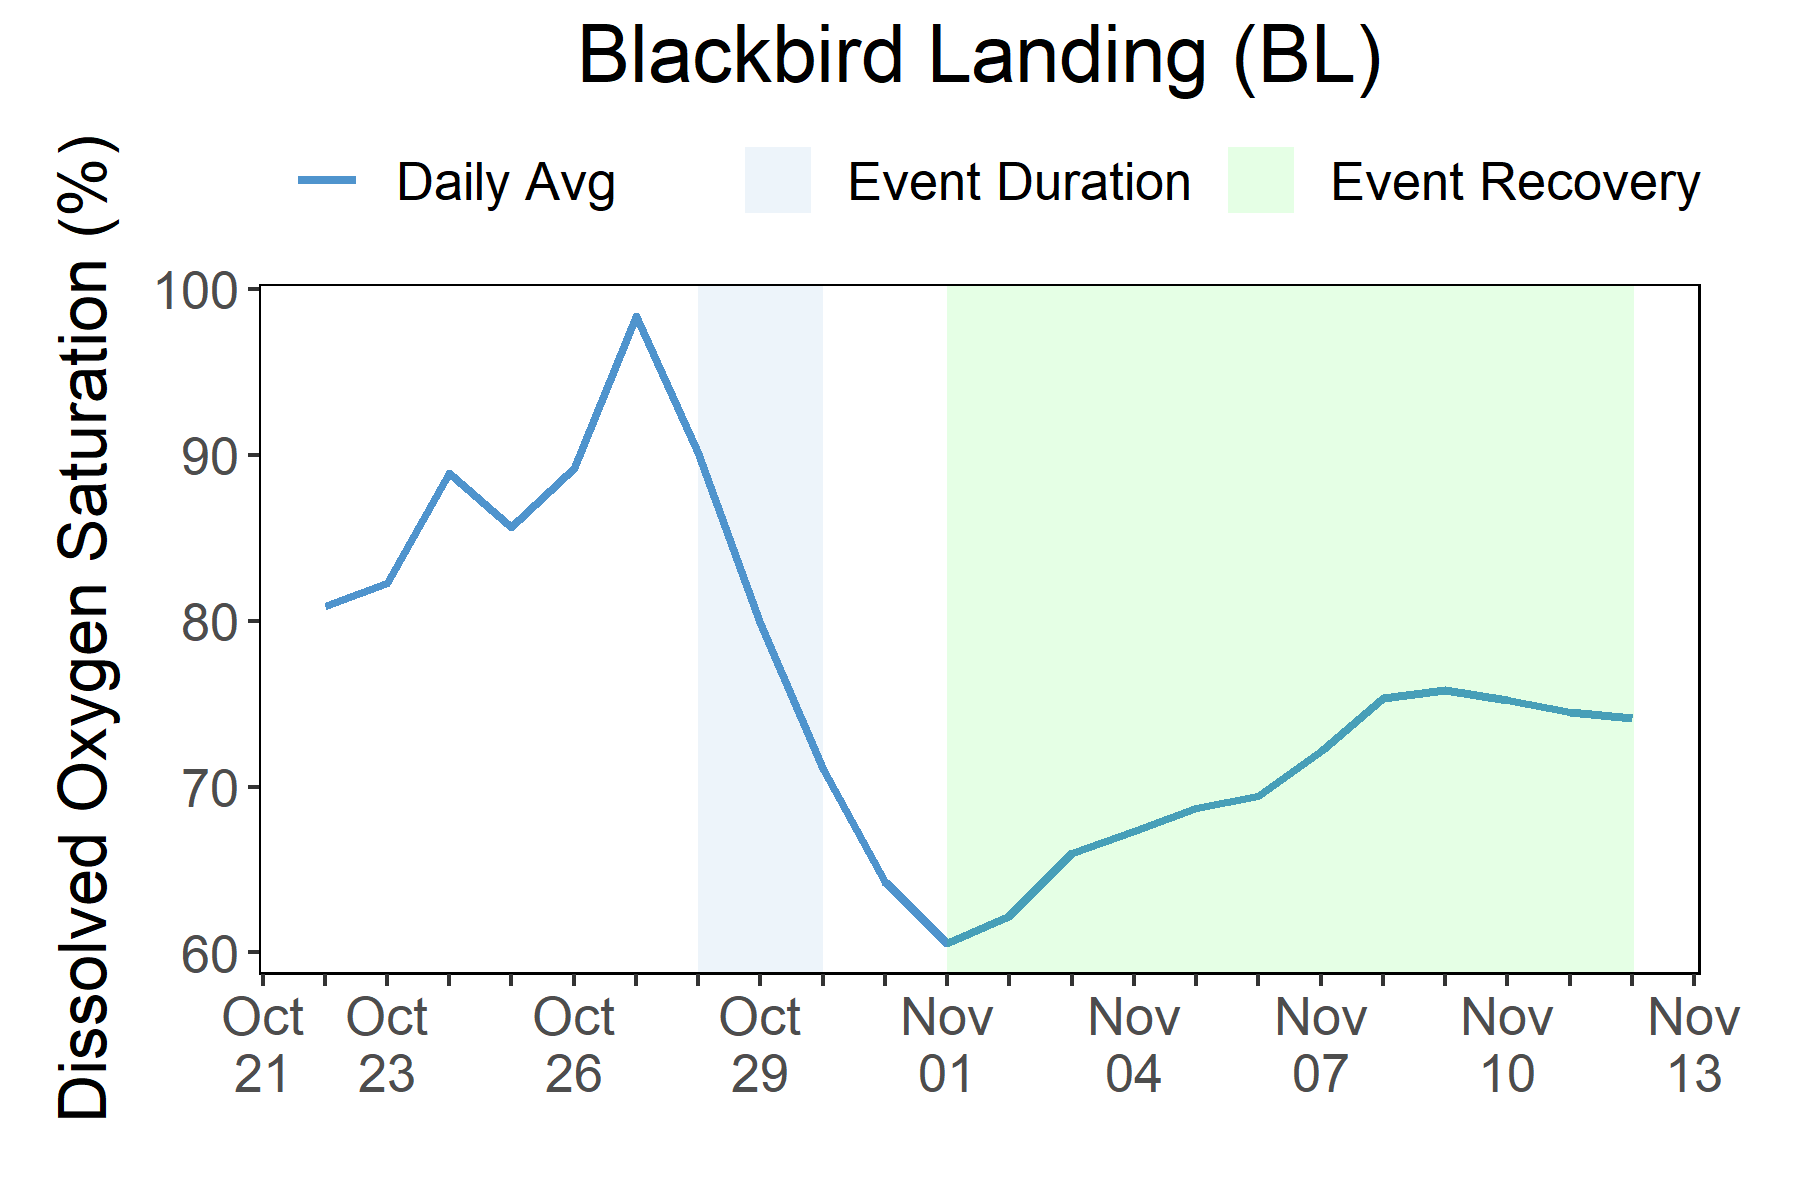 Blackbird Landing (BL)
Daily Avg Event Duration Event Recovery
Dissolved Oxygen Saturation (%)
100
90
80
70
60
Oct Oct Oct Oct Nov Nov Nov Nov Nov
21 23 26 29 01 04 07 10 13